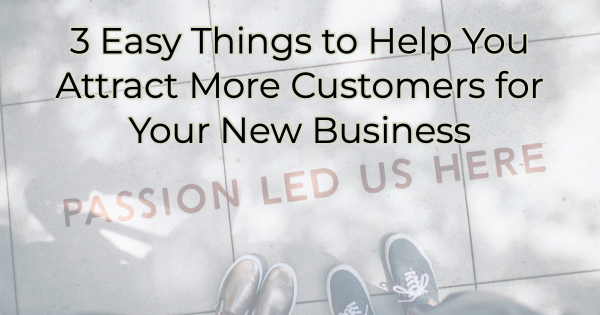 3 Easy Things to Help You
Attract More Customers for
Your New Business
PASSION LED US HERE